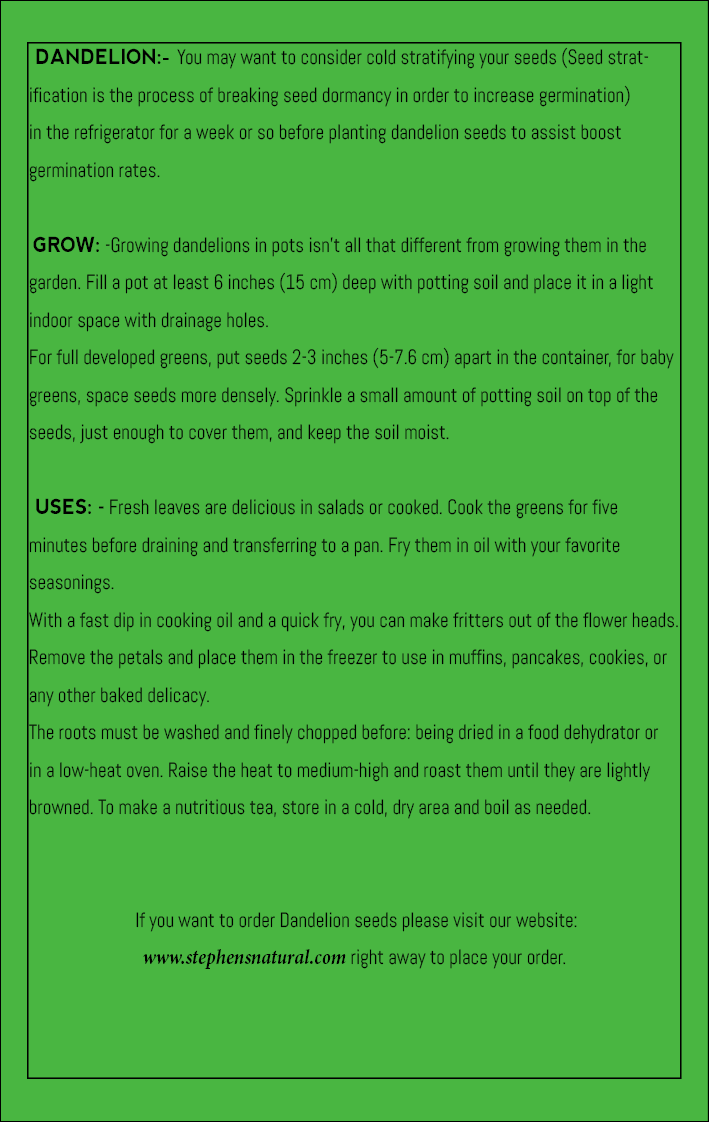 DANDELION:- You may want to consider cold stratifying your seeds (Seed strat-
ification is the process of breaking seed dormancy in order to increase germination)
in the refrigerator for a week or so before planting dandelion seeds to assist boost
germination rates.
GROW: -Growing dandelions in pots isn't all that different from growing them in the
garden. Fill a pot at least 6 inches (15 cm) deep with potting soil and place it in a light
indoor space with drainage holes.
For full developed greens, put seeds 2-3 inches (5-7.6 cm) apart in the container, for baby
greens, space seeds more densely. Sprinkle a small amount of potting soil on top of the
seeds, just enough to cover them, and keep the soil moist.
USES: - Fresh leaves are delicious in salads or cooked. Cook the greens for five
minutes before draining and transferring to a pan. Fry them in oil with your favorite
seasonings.
With a fast dip in cooking oil and a quick fry, you can make fritters out of the flower heads.
Remove the petals and place them in the freezer to use in muffins, pancakes, cookies, or
any other baked delicacy.
The roots must be washed and finely chopped before: being dried in a food dehydrator or
in a low-heat oven. Raise the heat to medium-high and roast them until they are lightly
browned. To make a nutritious tea, store in a cold, dry area and boil as needed.
If you want to order Dandelion seeds please visit our website:
www.stephensnatural.com right away to place your order.